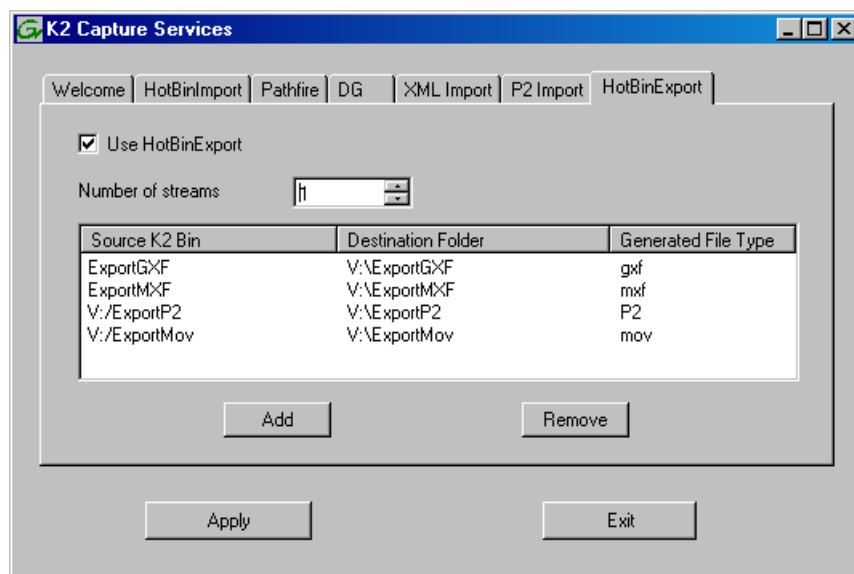 K2 Capture Services
Welcome HotBinImport Pathfire DG XML Import P2 Import HotBinExport
Use HotBinExport
Number of streams
Source K2 Bin Destination Folder Generated File Type
ExportGXF V:\ExportGXF gxf
ExportMXF V:\ExportMXF mxf
V:/ExportP2 V:\ExportP2 P2
V:/ExportMov V:\ExportMov mov
Add Remove
Apply Exit